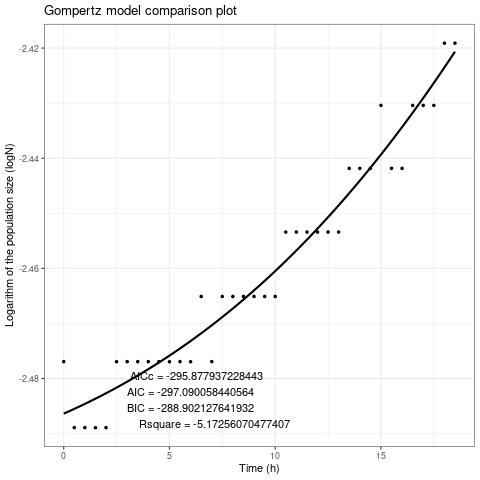 Gompertz model comparison plot
Logarithm of the population size (logN)
-2.42
-2.44
-2.46
-2.48
AICc = -295.877937228443
AIC = -297.090058440564
BIC = -288.902127641932
Rsquare = -5.17256070477407
0 5 10 15
Time (h)